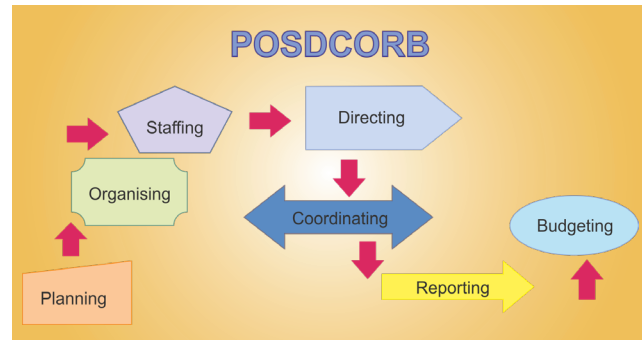 POSDCORB
Staffing
Directing
Organising
Coordinating
Budgeting
Planning
Reporting